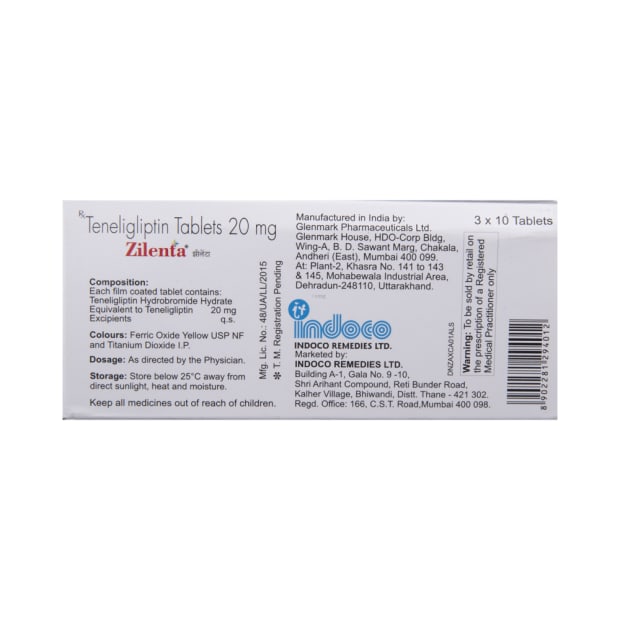 Rx Teneligliptin Tablets 20 mg
Zilenta* झीलेंटा
Composition:
Each film coated tablet contains:
Teneligliptin Hydrobromide Hydrate
Equivalent to Teneligliptin 20 mg
Excipients q.s.
Colours: Ferric Oxide Yellow USP NF
and Titanium Dioxide I.P.
Dosage: As directed by the Physician.
Storage: Store below 25°C away from
direct sunlight, heat and moisture.
Keep all medicines out of reach of children.
Mfg. Lic. No.: 48/UA/LL/2015
* T. M. Registration Pending
Manufactured in India by:
Glenmark Pharmaceuticals Ltd.
Glenmark House, HDO-Corp Bldg,
Wing-A, B. D. Sawant Marg, Chakala,
Andheri (East), Mumbai 400 099.
At: Plant-2, Khasra No. 141 to 143
& 145, Mohabewala Industrial Area,
Dehradun-248110, Uttarakhand.
indoco
INDOCO REMEDIES LTD.
Marketed by:
INDOCO REMEDIES LTD.
Building A-1, Gala No. 9 -10,
Shri Arihant Compound, Reti Bunder Road,
Kalher Village, Bhiwandi, Distt. Thane - 421 302.
Regd. Office: 166, C.S.T. Road,Mumbai 400 098.
3 x 10 Tablets
DNZAXCA01ALS
Warning: To be sold by retail on
the prescription of a Registered
Medical Practitioner only
8 902281 294012